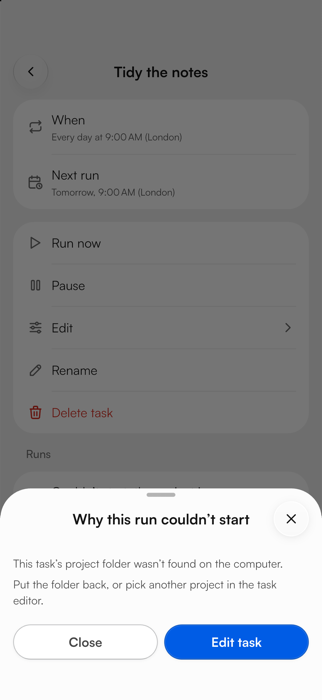 Tidy the notes
When
Every day at 9:00 AM (London)
Next run
Tomorrow, 9:00 AM (London)
Run now
Pause
Edit
Rename
Delete task
Runs
Why this run couldn’t start
This task’s project folder wasn’t found on the computer.
Put the folder back, or pick another project in the task
editor.
Close
Edit task